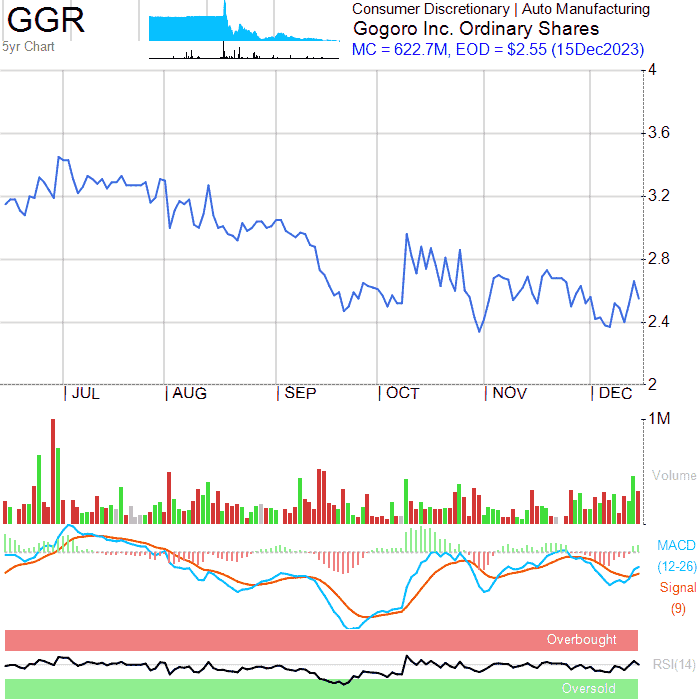 GGR
5yr Chart
Consumer Discretionary | Auto Manufacturing
Gogoro Inc. Ordinary Shares
MC = 622.7M, EOD = $2.55 (15Dec2023)
4
3.6
3.2
2.8
2.4
2
| JUL | AUG | SEP | OCT | NOV | DEC
1M
Volume
MACD
(12-26)
Signal
(9)
Overbought
RSI(14)
Oversold